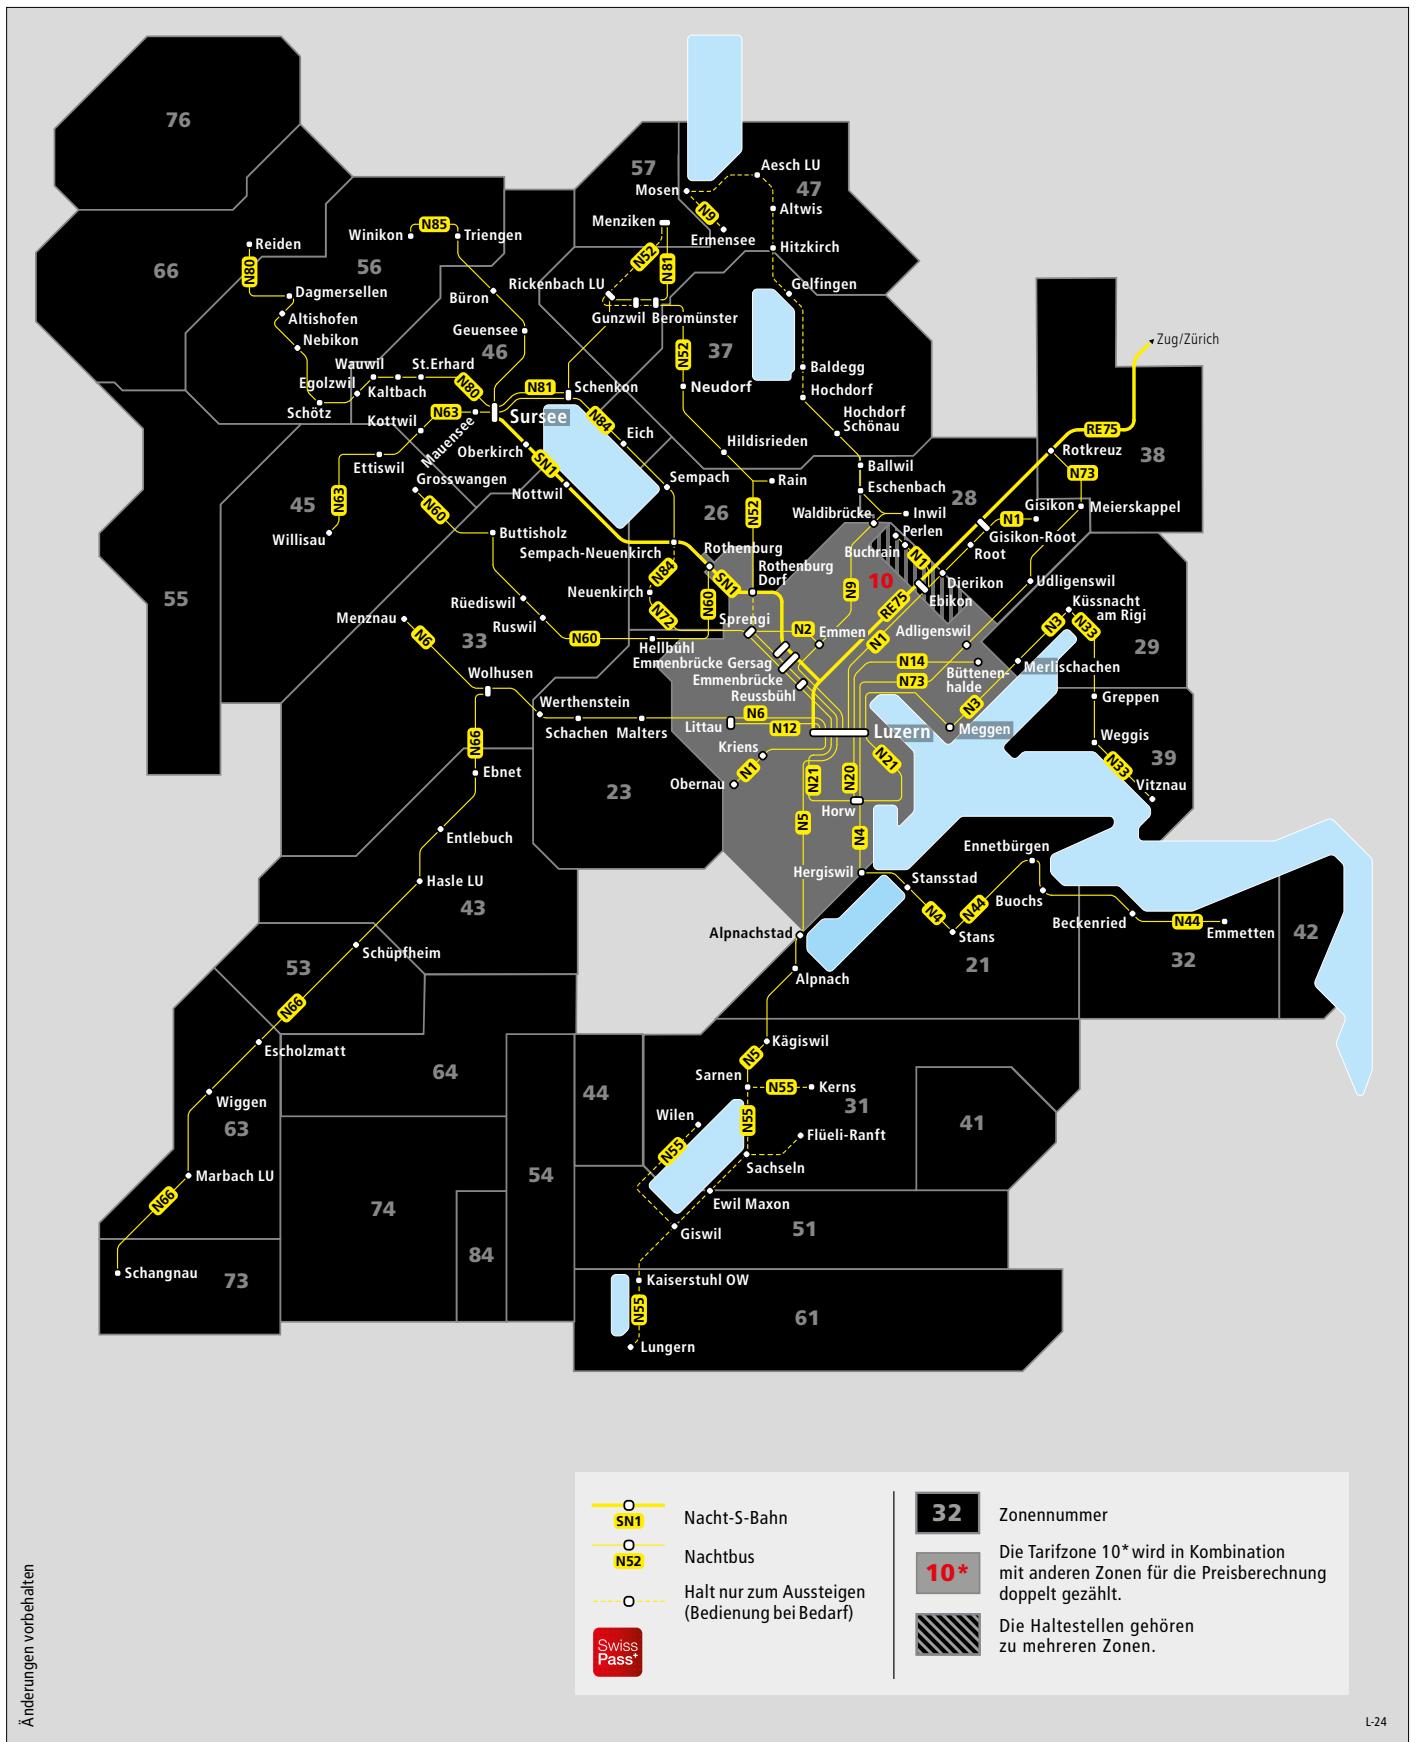 76
57
Aesch LU
47
Mosen
N9
Altwis
Menziken
N85
Winikon
Triengen
Ermensee
Reiden
Hitzkirch
N52
66
56
N80
N81
Rickenbach LU
Gelfingen
Dagmersellen
Büron
Altishofen
Gunzwil
Beromünster
Geuensee
Zug/Zürich
Nebikon
46
N52
37
Wauwil
St.Erhard
Baldegg
Egolzwil
Kaltbach
N80
N81
Schenkon
Neudorf
Hochdorf
Schötz
N63
Sursee
Hochdorf
Schönau
Kottwil
Mauensee
N84
Eich
RE75
Oberkirch
Hildisrieden
Rotkreuz
38
Ettiswil
SN1
Ballwil
N73
Grosswangen
Sempach
Rain
Eschenbach
N63
Nottwil
28
45
N60
26
N52
Waldibrücke
Inwil
Gisikon
Meierskappel
N1
Willisau
Buttisholz
Perlen
Gisikon-Root
Sempach-Neuenkirch
Rothenburg
Buchrain
N1
Root
Rothenburg
Dorf
N84
SN1
10
Dierikon
Udligenswil
Neuenkirch
N9
55
Rüediswil
N60
RE75
Ebikon
Küssnacht
am Rigi
Menznau
N72
Sprengi
N2
Emmen
N1
Adligenswil
N3
N33
N6
33
Ruswil
N60
Hellbühl
29
Emmenbrücke Gersag
N14
Merlischachen
Wolhusen
Emmenbrücke
N73
Büttenen-
halde
Reussbühl
Greppen
Werthenstein
N6
N3
Schachen
Malters
Littau
N12
Luzern
Meggen
Weggis
N66
Kriens
N21
N33
39
Ebnet
Obernau
N1
N21
N20
Vitznau
23
Horw
N5
N4
Entlebuch
Ennetbürgen
Hergiswil
Stansstad
Hasle LU
Buochs
43
N4
N44
Beckenried
N44
Emmetten
Alpnachstad
Stans
42
Schüpfheim
21
32
53
Alpnach
N66
Escholzmatt
Kägiswil
N5
64
Sarnen
N55
Kerns
44
31
Wiggen
Wilen
N55
41
63
Flüeli-Ranft
N55
Marbach LU
54
Sachseln
N66
74
Ewil Maxon
51
Giswil
84
Schangnau
73
Kaiserstuhl OW
N55
61
Lungern
SN1
Nacht-S-Bahn
N52
Nachtbus
Halt nur zum Aussteigen
(Bedienung bei Bedarf)
Swiss
Pass+
32
Zonennummer
10*
Die Tarifzone 10* wird in Kombination
mit anderen Zonen für die Preisberechnung
doppelt gezählt.
Die Haltestellen gehören
zu mehreren Zonen.
Änderungen vorbehalten
L-24